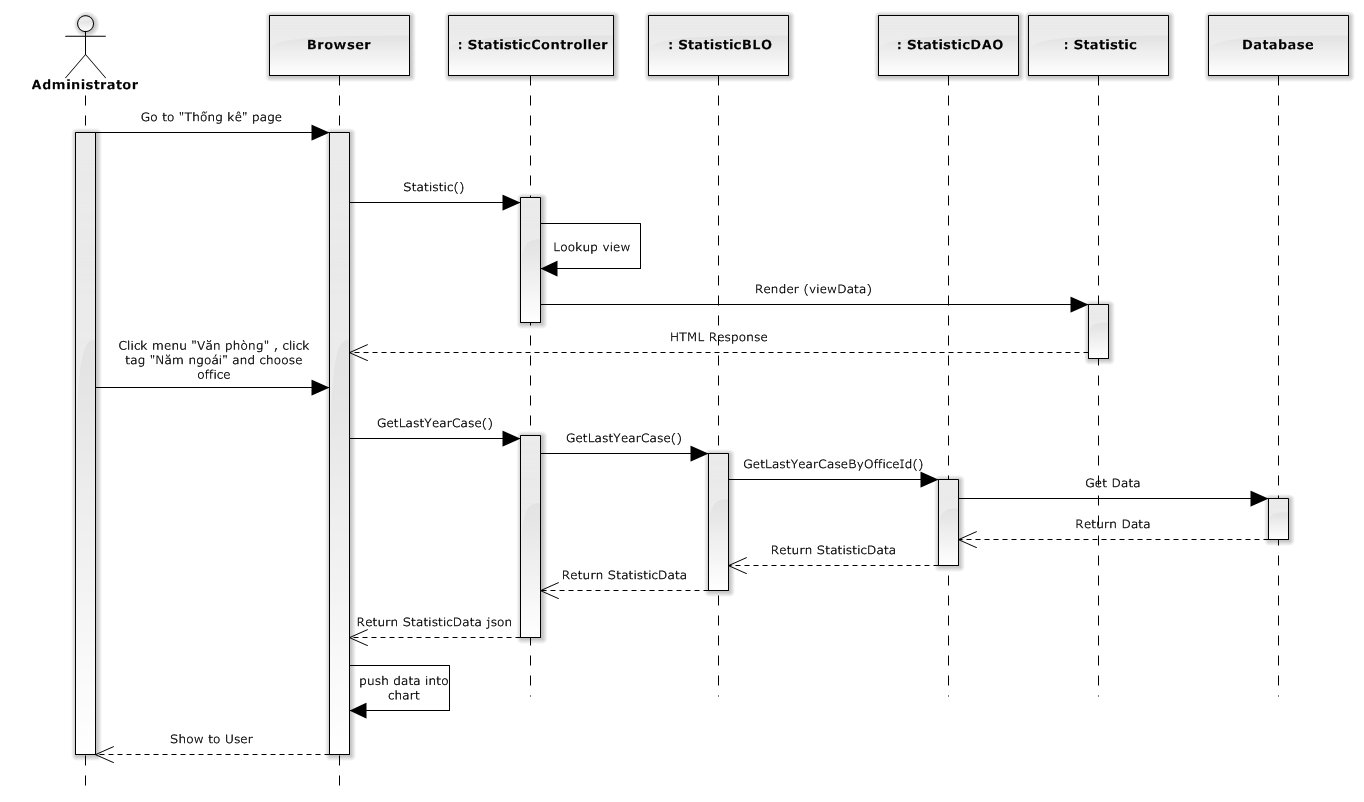 Browser
: StatisticController
: StatisticBLO
: StatisticDAO
: Statistic
Database
Administrator
Go to "Thống kê" page
Statistic()
Lookup view
Render (viewData)
HTML Response
Click menu "Văn phòng" , click
tag "Năm ngoái" and choose
office
GetLastYearCase()
GetLastYearCase()
GetLastYearCaseByOfficeId()
Get Data
Return Data
Return StatisticData
Return StatisticData
Return StatisticData json
push data into
chart
Show to User